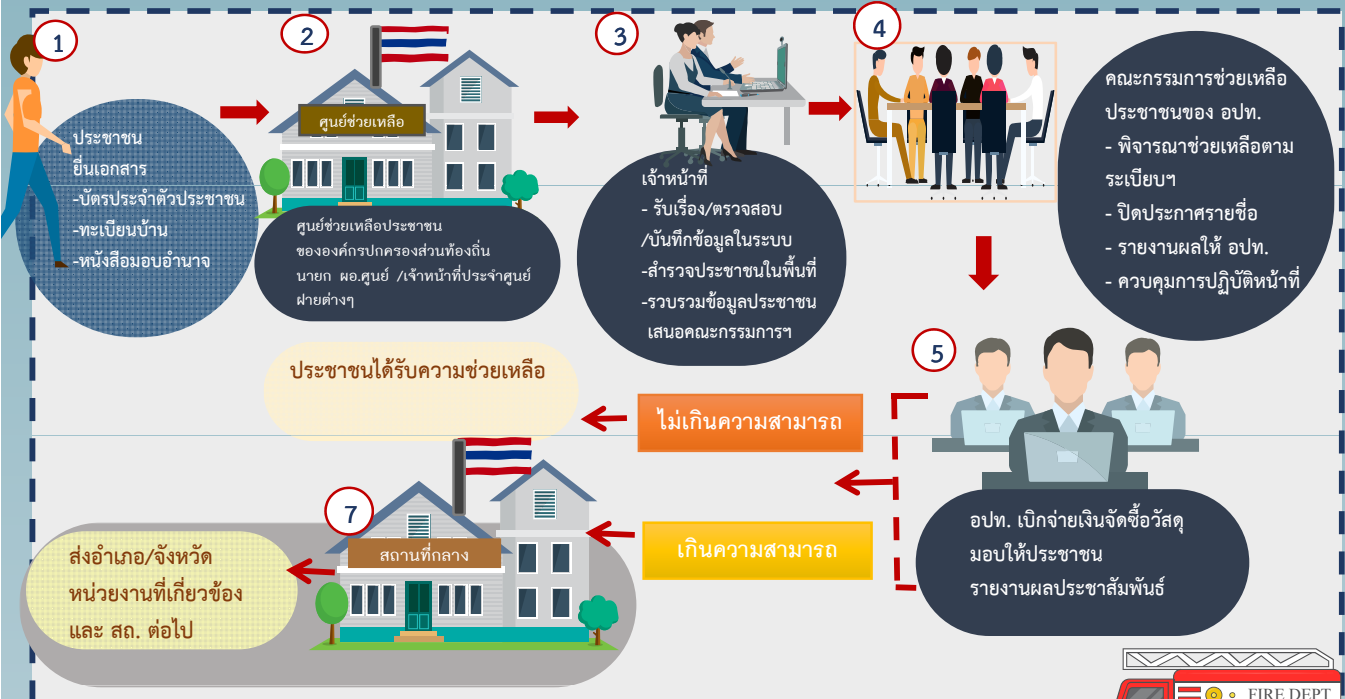 1
ประชาชน
ยื่นเอกสาร
-บัตรประจำตัวประชาชน
-ทะเบียนบ้าน
-หนังสือมอบอำนาจ
2
ศูนย์ช่วยเหลือ
ศูนย์ช่วยเหลือประชาชน
ขององค์กรปกครองส่วนท้องถิ่น
นายก ผอ.ศูนย์ /เจ้าหน้าที่ประจำศูนย์
ฝ่ายต่างๆ
3
เจ้าหน้าที่
- รับเรื่อง/ตรวจสอบ
/บันทึกข้อมูลในระบบ
-สำรวจประชาชนในพื้นที่
-รวบรวมข้อมูลประชาชน
เสนอคณะกรรมการฯ
4
คณะกรรมการช่วยเหลือ
ประชาชนของ อปท.
- พิจารณาช่วยเหลือตาม
ระเบียบฯ
- ปิดประกาศรายชื่อ
- รายงานผลให้ อปท.
- ควบคุมการปฏิบัติหน้าที่
5
อปท. เบิกจ่ายเงินจัดซื้อวัสดุ
มอบให้ประชาชน
รายงานผลประชาสัมพันธ์
ไม่เกินความสามารถ
ประชาชนได้รับความช่วยเหลือ
เกินความสามารถ
7
สถานที่กลาง
ส่งอำเภอ/จังหวัด
หน่วยงานที่เกี่ยวข้อง
และ สถ. ต่อไป
FIRE DEPT